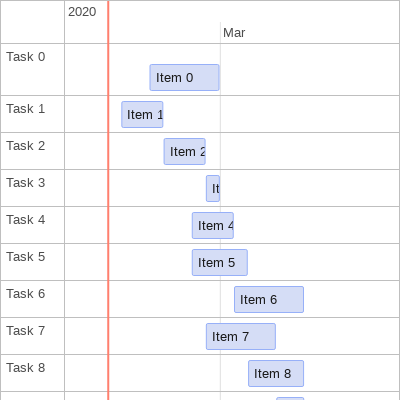 2020
Mar
Task 0
Item 0
Task 1
Item 1
Task 2
Item 2
Task 3
It
Task 4
Item 4
Task 5
Item 5
Task 6
Item 6
Task 7
Item 7
Task 8
Item 8